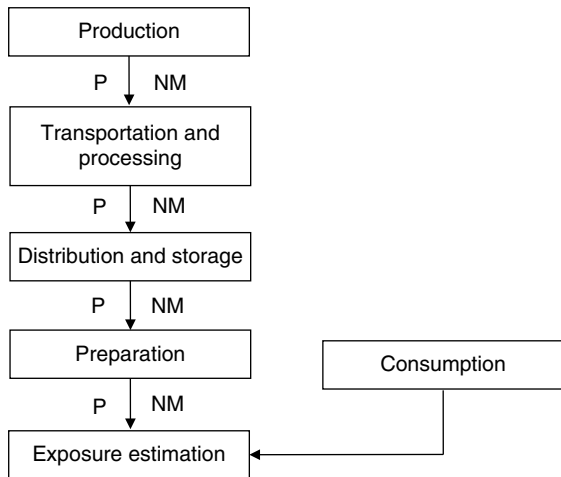 Production
P NM
Transportation and
processing
P NM
Distribution and storage
P NM
Preparation
Consumption
P NM
Exposure estimation